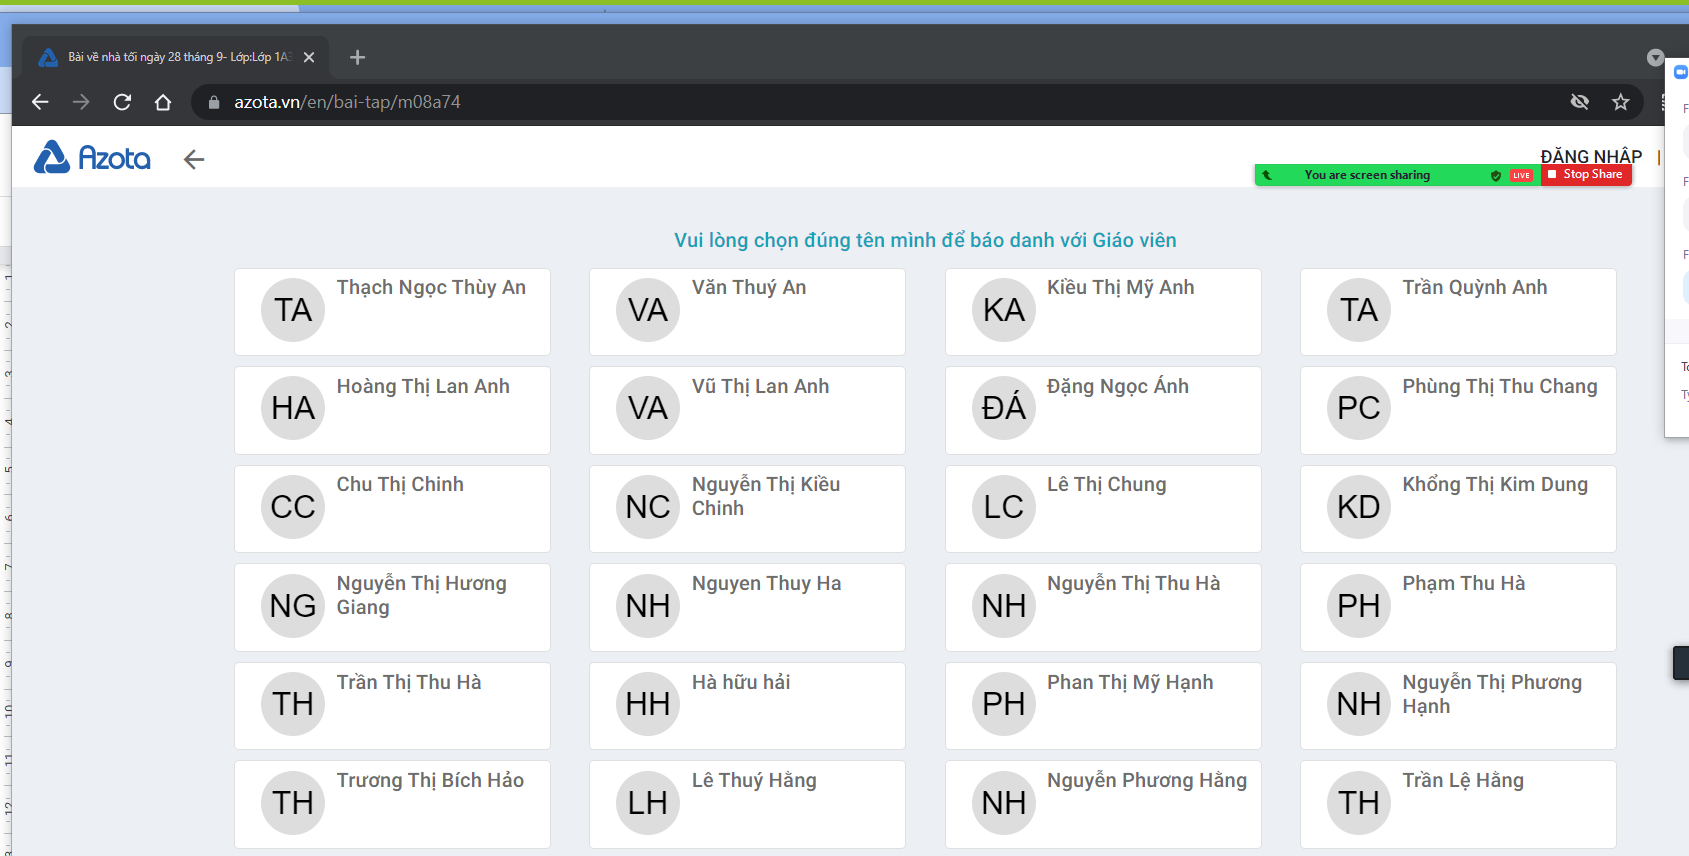 Bài về nhà tối ngày 28 tháng 9- Lớp:Lớp 1A3
azota.vn/en/bai-tap/m08a74
Azota
ĐĂNG NHẬP |
You are screen sharing LIVE Stop Share
Vui lòng chọn đúng tên mình để báo danh với Giáo viên
TA Thạch Ngọc Thùy An
VA Văn Thuý An
KA Kiều Thị Mỹ Anh
TA Trần Quỳnh Anh
HA Hoàng Thị Lan Anh
VA Vũ Thị Lan Anh
ĐÁ Đặng Ngọc Ánh
PC Phùng Thị Thu Chang
CC Chu Thị Chinh
NC Nguyễn Thị Kiều
Chinh
LC Lê Thị Chung
KD Khổng Thị Kim Dung
NG Nguyễn Thị Hương
Giang
NH Nguyen Thuy Ha
NH Nguyễn Thị Thu Hà
PH Phạm Thu Hà
TH Trần Thị Thu Hà
HH Hà hữu hải
PH Phan Thị Mỹ Hạnh
NH Nguyễn Thị Phương
Hạnh
TH Trương Thị Bích Hảo
LH Lê Thuý Hằng
NH Nguyễn Phương Hằng
TH Trần Lệ Hằng